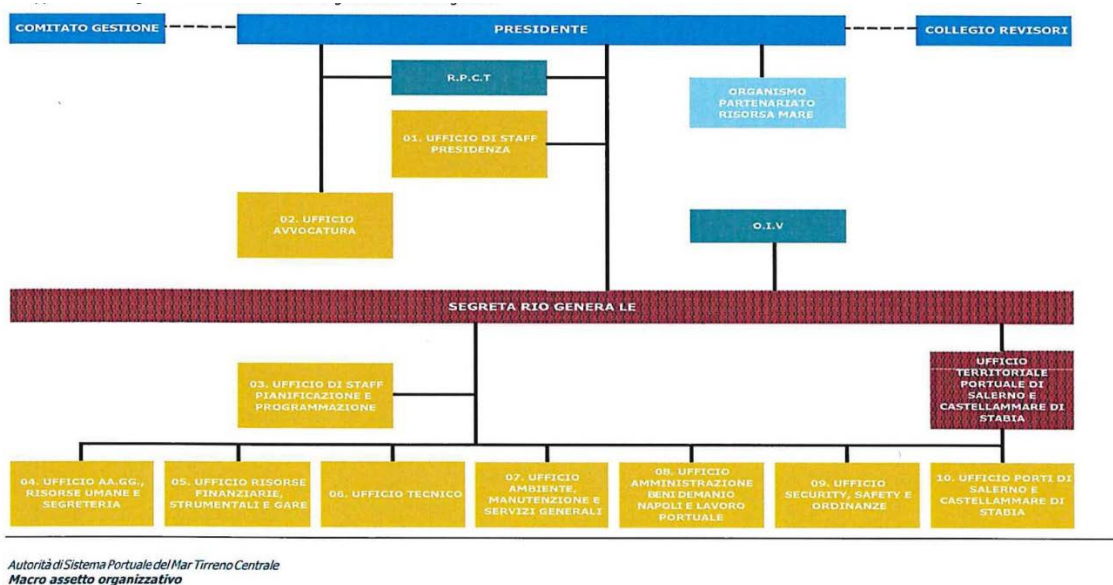 COMITATO GESTIONE
PRESIDENTE
COLLEGIO REVISORI
R.P.C.T
ORGANISMO
PARTENARIATO
RISORSA MARE
01. UFFICIO DI STAFF
PRESIDENZA
02. UFFICIO
AVVOCATURA
O.I.V
SEGRETA RIO GENERA LE
03. UFFICIO DI STAFF
PIANIFICAZIONE E
PROGRAMMAZIONE
UFFICIO
TERRITORIALE
PORTUALE DI
SALERNO E
CASTELLAMMARE DI
STABIA
04. UFFICIO AA.GG.,
RISORSE UMANE E
SEGRETERIA
05. UFFICIO RISORSE
FINANZIARIE,
STRUMENTALI E GARE
06. UFFICIO TECNICO
07. UFFICIO
AMBIENTE,
MANUTENZIONE E
SERVIZI GENERALI
08. UFFICIO
AMMINISTRAZIONE
BENI DEMANIO
NAPOLI E LAVORO
PORTUALE
09. UFFICIO
SECURITY, SAFETY E
ORDINANZE
10. UFFICIO PORTI DI
SALERNO E
CASTELLAMMARE DI
STABIA
Autorità di Sistema Portuale del Mar Tirreno Centrale
Macro assetto organizzativo